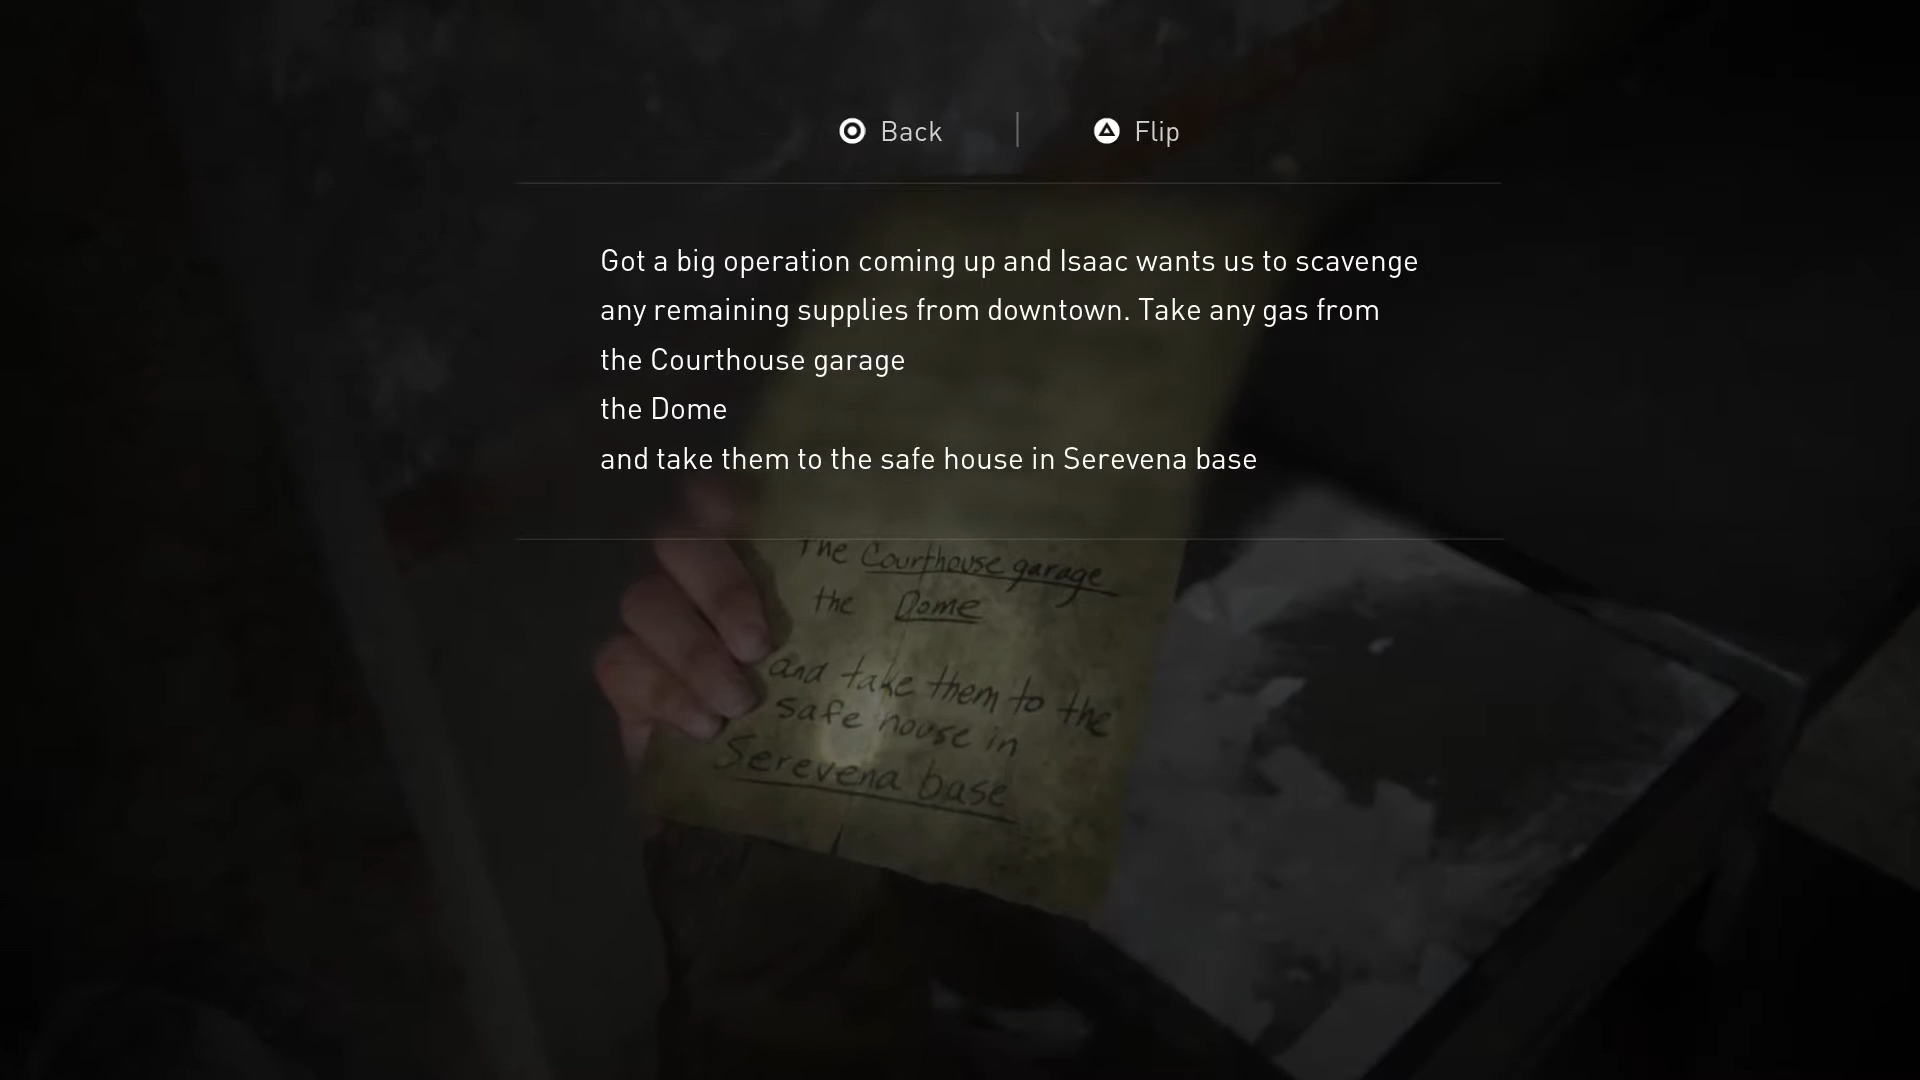 Back
Flip
Got a big operation coming up and Isaac wants us to scavenge
any remaining supplies from downtown. Take any gas from
the Courthouse garage
the Dome
and take them to the safe house in Serevena base
The Courthouse garage
the Dome
and take them to the
safe house in
Serevena base